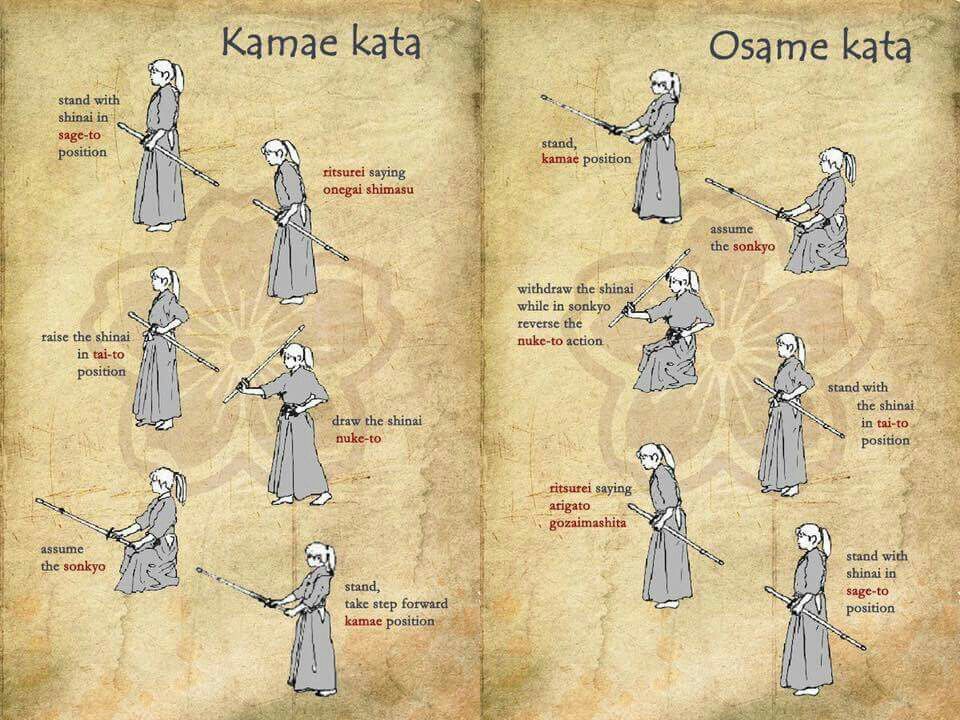 Kamae kata
stand with
shinai in
sage-to
position
ritsurei saying
onegai shimasu
raise the shinai
in tai-to
position
draw the shinai
nuke-to
assume
the sonkyo
stand,
take step forward
kamae position
Osame kata
stand,
kamae position
assume
the sonkyo
withdraw the shinai
while in sonkyo
reverse the
nuke-to action
stand with
the shinai
in tai-to
position
ritsurei saying
arigato
gozaimashita
stand with
shinai in
sage-to
position